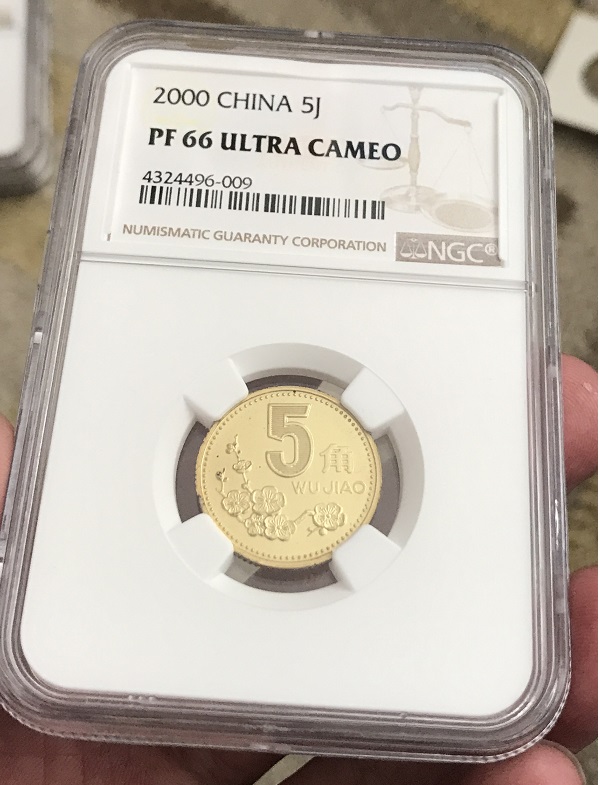 2000 CHINA 5J
PF 66 ULTRA CAMEO
4324496-009
NUMISMATIC GUARANTY CORPORATION
NGC®
5
角
WU JIAO